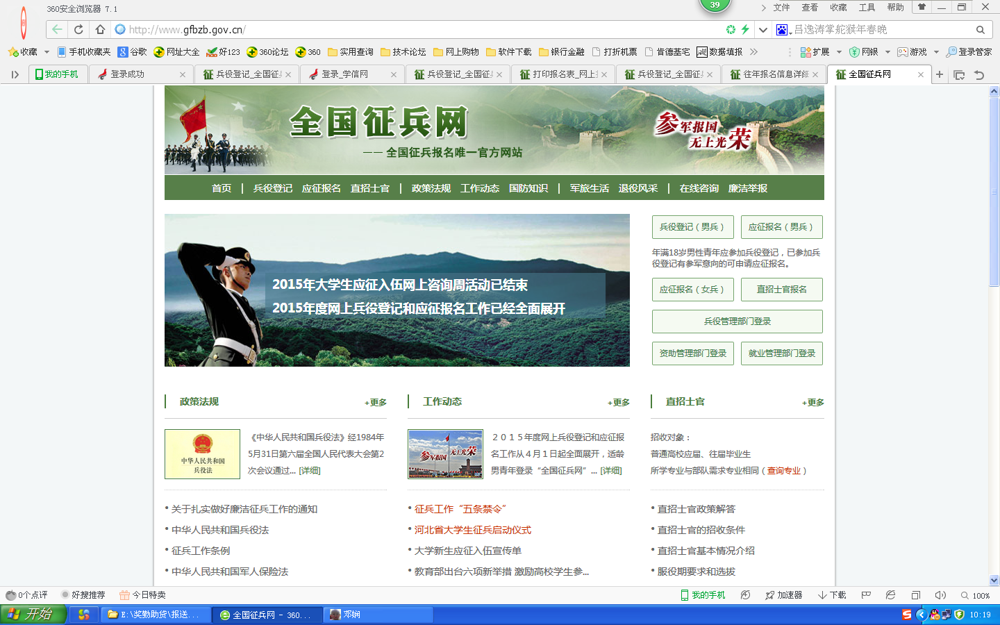 360安全浏览器 7.1
39
文件 查看 收藏 工具 帮助
http://www.gfbzb.gov.cn/
吕逸涛掌舵猴年春晚
收藏 手机收藏夹 谷歌 网址大全 好123 360论坛 360 实用查询 技术论坛 网上购物 软件下载 银行金融 打折机票 肯德基宅 数据填报 扩展 网银 游戏 登录管家
我的手机 登录成功 兵役登记_全国征 登录_学信网 兵役登记_全国征 打印报名表_网上 兵役登记_全国征 往年报名信息详细 全国征兵网
全国征兵网
—— 全国征兵报名唯一官方网站
参军报国
无上光荣
首页 | 兵役登记 应征报名 直招士官 | 政策法规 工作动态 国防知识 | 军旅生活 退役风采 | 在线咨询 廉洁举报
2015年大学生应征入伍网上咨询周活动已结束
2015年度网上兵役登记和应征报名工作已经全面展开
兵役登记（男兵） 应征报名（男兵）
年满18岁男性青年应参加兵役登记，已参加兵
役登记有参军意向的可申请应征报名。
应征报名（女兵） 直招士官报名
兵役管理部门登录
资助管理部门登录 就业管理部门登录
政策法规 +更多
中华人民共和国
兵役法
《中华人民共和国兵役法》经1984年
5月31日第六届全国人民代表大会第2
次会议通过... [详细]
• 关于扎实做好廉洁征兵工作的通知
• 中华人民共和国兵役法
• 征兵工作条例
• 中华人民共和国军人保险法
工作动态 +更多
参军报国 无上光荣
２０１５年度网上兵役登记和应征报
名工作从４月１日起全面展开，适龄
男青年登录“全国征兵网”... [详细]
• 征兵工作“五条禁令”
• 河北省大学生征兵启动仪式
• 大学新生应征入伍宣传单
• 教育部出台六项新举措 激励高校学生参...
直招士官 +更多
招收对象：
普通高校应届、往届毕业生
所学专业与部队需求专业相同（查询专业）
• 直招士官政策解答
• 直招士官的招收条件
• 直招士官基本情况介绍
• 服役期要求和选拔
0个点评 好搜推荐 今日特卖 我的手机 加速器 下载 100%
开始 E:\奖勤助贷\报送... 全国征兵网 - 360... 邓娴 10:19